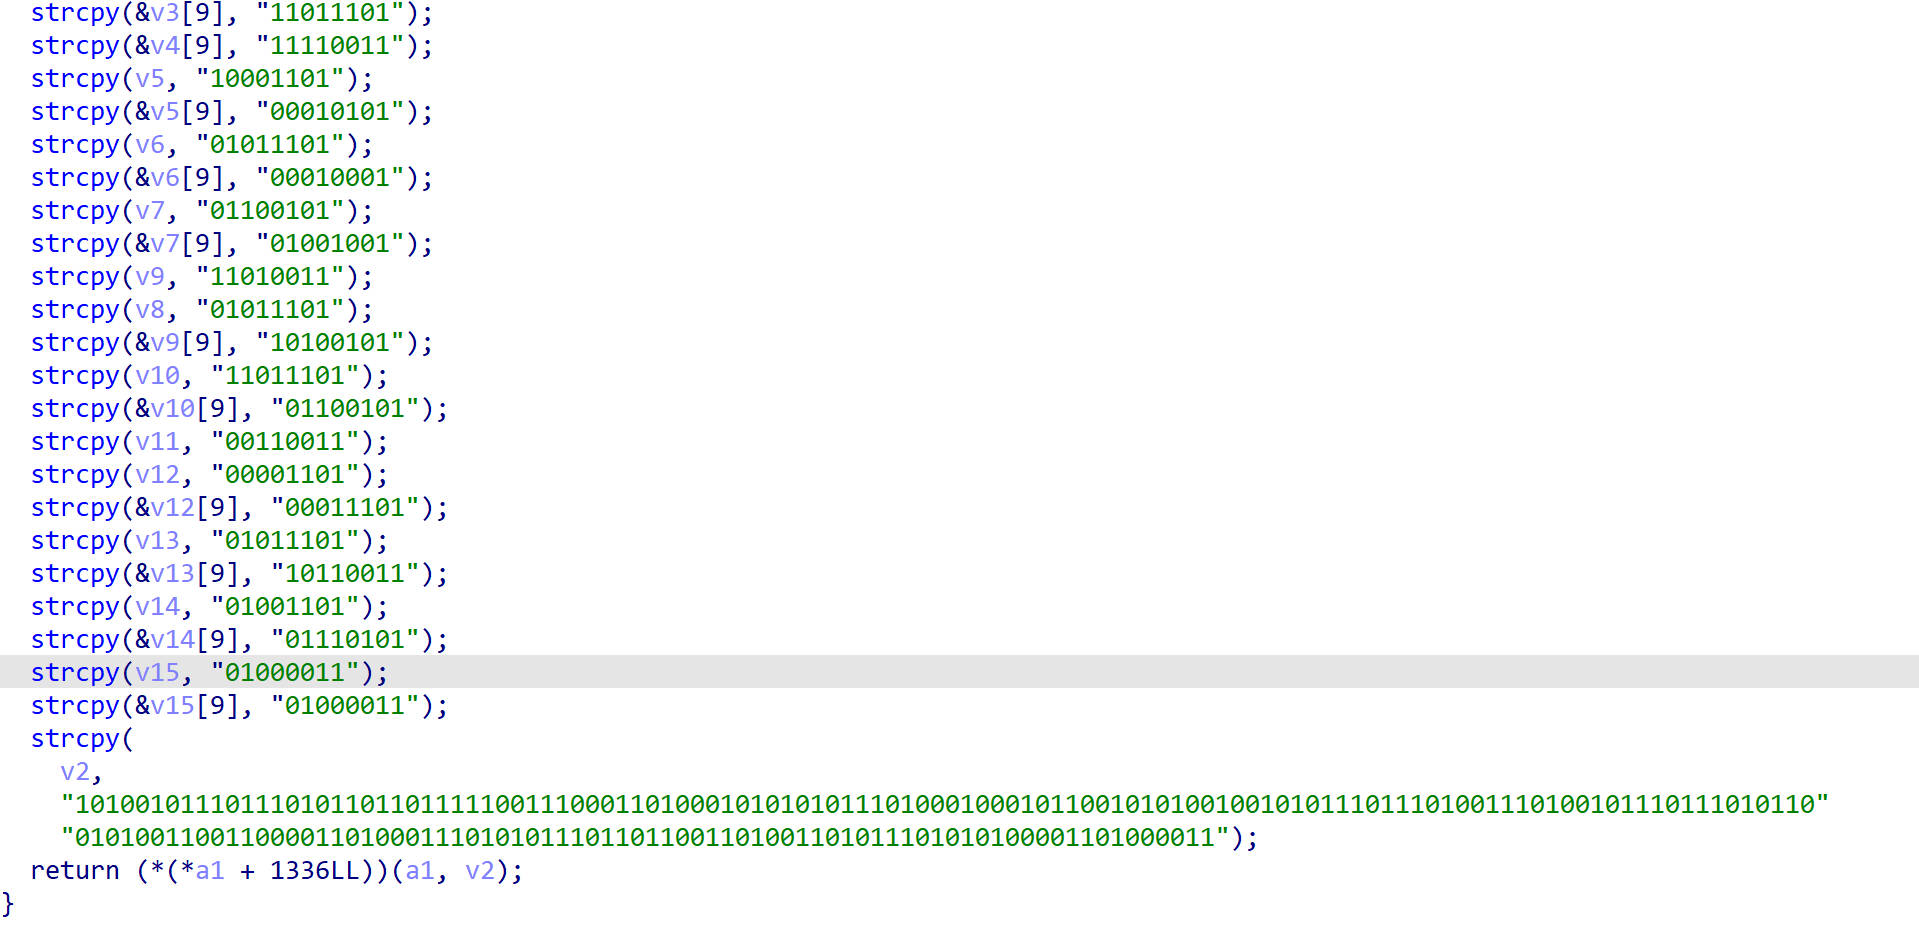 strcpy(&v3[9], "11011101");
strcpy(&v4[9], "11110011");
strcpy(v5, "10001101");
strcpy(&v5[9], "00010101");
strcpy(v6, "01011101");
strcpy(&v6[9], "00010001");
strcpy(v7, "01100101");
strcpy(&v7[9], "01001001");
strcpy(v9, "11010011");
strcpy(v8, "01011101");
strcpy(&v9[9], "10100101");
strcpy(v10, "11011101");
strcpy(&v10[9], "01100101");
strcpy(v11, "00110011");
strcpy(v12, "00001101");
strcpy(&v12[9], "00011101");
strcpy(v13, "01011101");
strcpy(&v13[9], "10110011");
strcpy(v14, "01001101");
strcpy(&v14[9], "01110101");
strcpy(v15, "01000011");
strcpy(&v15[9], "01000011");
strcpy(
v2,
"10100101110111010110110111110011100011010001010101011101000100010110010101001001010111011101001110100101110111010110"
"0101001100110000110100011101010111011011001101001101011101010100001101000011");
return (*(*a1 + 1336LL))(a1, v2);
}